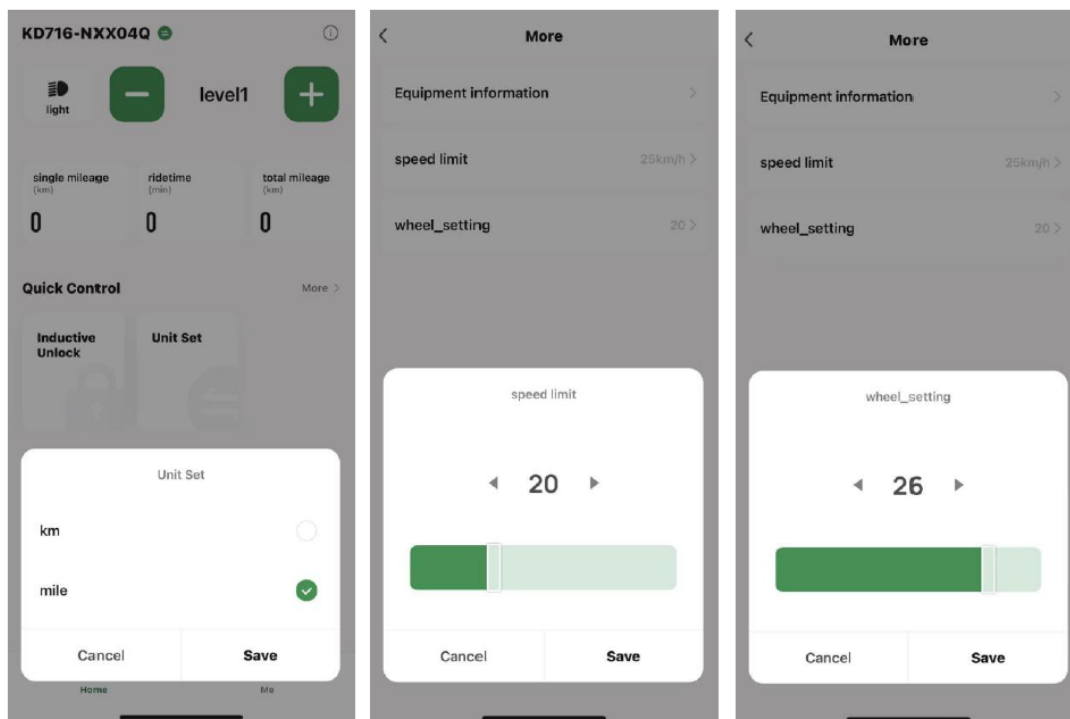 KD716-NXX04Q
light
level1
single mileage
(km)
0
ridetime
(min)
0
total mileage
(km)
0
Quick Control
More >
Inductive
Unlock
Unit Set
Unit Set
km
mile
Cancel
Save
Home
Me
More
Equipment information
speed limit
25km/h >
wheel_setting
20 >
speed limit
20
Cancel
Save
More
Equipment information
speed limit
25km/h >
wheel_setting
20 >
wheel_setting
26
Cancel
Save